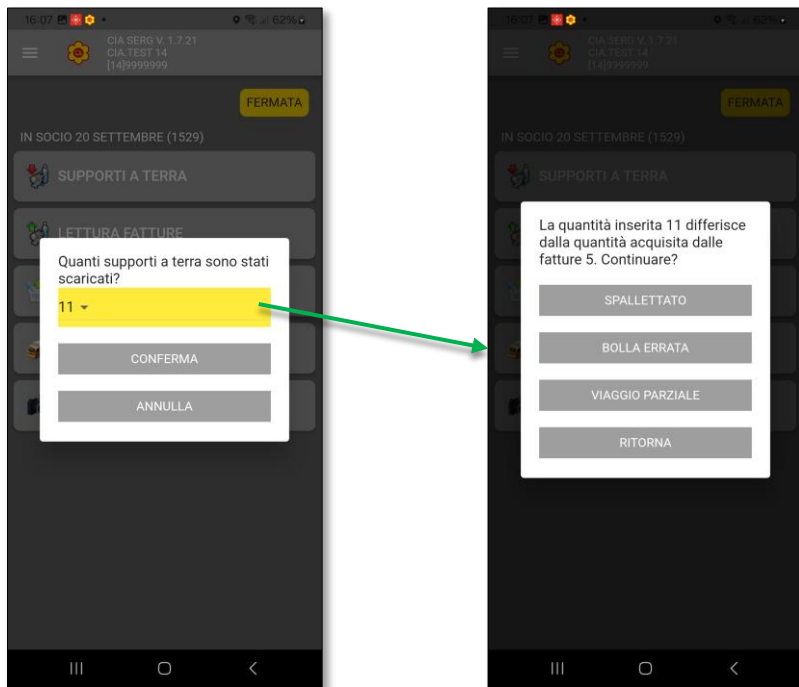 16:07
62%
CIA SERG V. 1.7.21
CIA.TEST 14
[14]9999999
FERMATA
IN SOCIO 20 SETTEMBRE (1529)
SUPPORTI A TERRA
LETTURA FATTURE
Quanti supporti a terra sono stati
scaricati?
11
CONFERMA
ANNULLA
16:07
62%
CIA SERG V. 1.7.21
CIA.TEST 14
[14]9999999
FERMATA
IN SOCIO 20 SETTEMBRE (1529)
SUPPORTI A TERRA
La quantità inserita 11 differisce
dalla quantità acquisita dalle
fatture 5. Continuare?
SPALLETTATO
BOLLA ERRATA
VIAGGIO PARZIALE
RITORNA